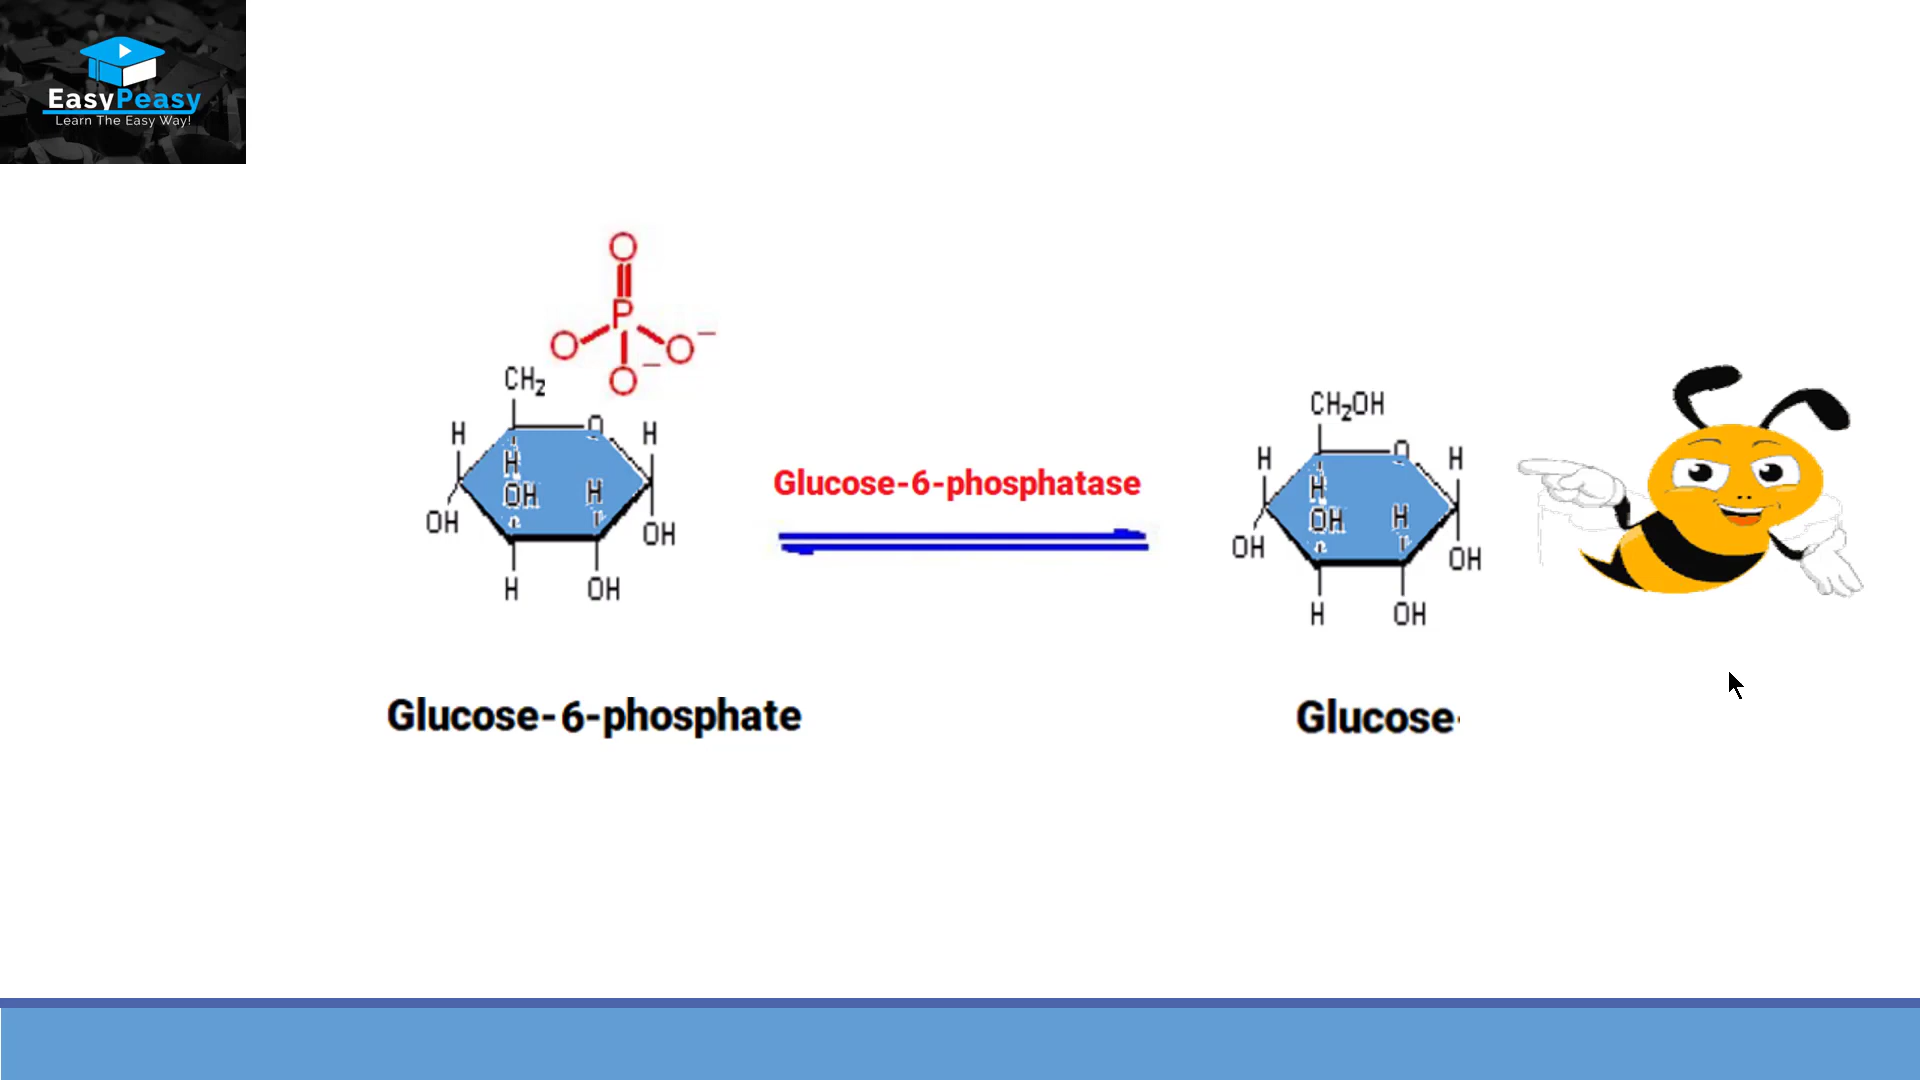 EasyPeasy
Learn The Easy Way!
O
P
O
O–
O–
CH2
O
H
H
H
OH
H
OH
OH
H
OH
Glucose-6-phosphatase
CH2OH
O
H
H
H
OH
H
OH
OH
H
OH
Glucose-6-phosphate
Glucose-